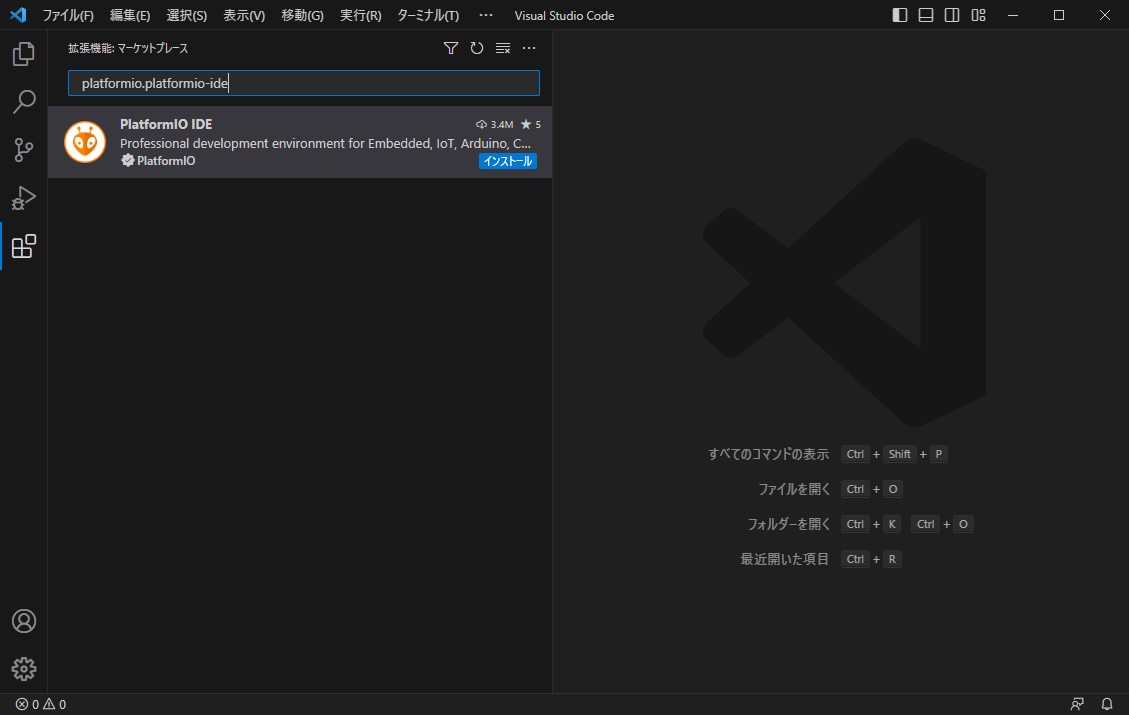 ファイル(F) 編集(E) 選択(S) 表示(V) 移動(G) 実行(R) ターミナル(T) ··· Visual Studio Code
拡張機能: マーケットプレース
platformio.platformio-ide
PlatformIO IDE 3.4M ★ 5
Professional development environment for Embedded, IoT, Arduino, C...
PlatformIO インストール
すべてのコマンドの表示 Ctrl + Shift + P
ファイルを開く Ctrl + O
フォルダーを開く Ctrl + K Ctrl + O
最近開いた項目 Ctrl + R
0 0